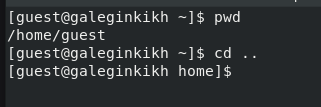 [guest@galeginkikh ~]$ pwd
/home/guest
[guest@galeginkikh ~]$ cd ..
[guest@galeginkikh home]$